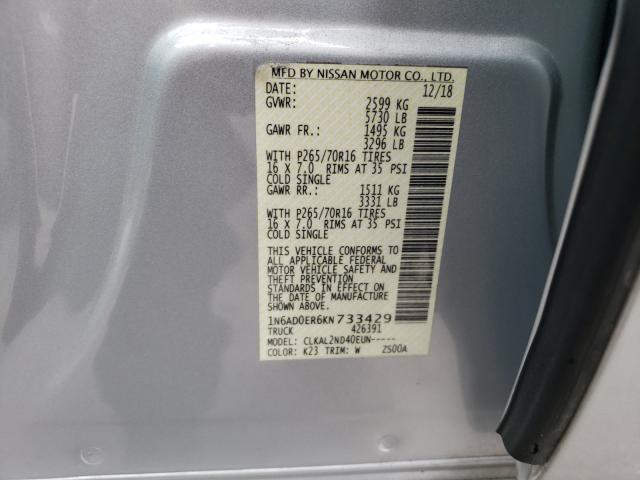 MFD BY NISSAN MOTOR CO., LTD.
DATE: 12/18
GVWR: 2599 KG
5730 LB
GAWR FR.: 1495 KG
3296 LB
WITH P265/70R16 TIRES
16 X 7.0 RIMS AT 35 PSI
COLD SINGLE
GAWR RR.: 1511 KG
3331 LB
WITH P265/70R16 TIRES
16 X 7.0 RIMS AT 35 PSI
COLD SINGLE
THIS VEHICLE CONFORMS TO
ALL APPLICABLE FEDERAL
MOTOR VEHICLE SAFETY AND
THEFT PREVENTION
STANDARDS IN EFFECT ON
THE DATE OF MANUFACTURE
SHOWN ABOVE.
1N6AD0ER6KN733429
TRUCK 426391
MODEL: CLKAL2ND40EUN-----
COLOR: K23 TRIM: W ZS00A